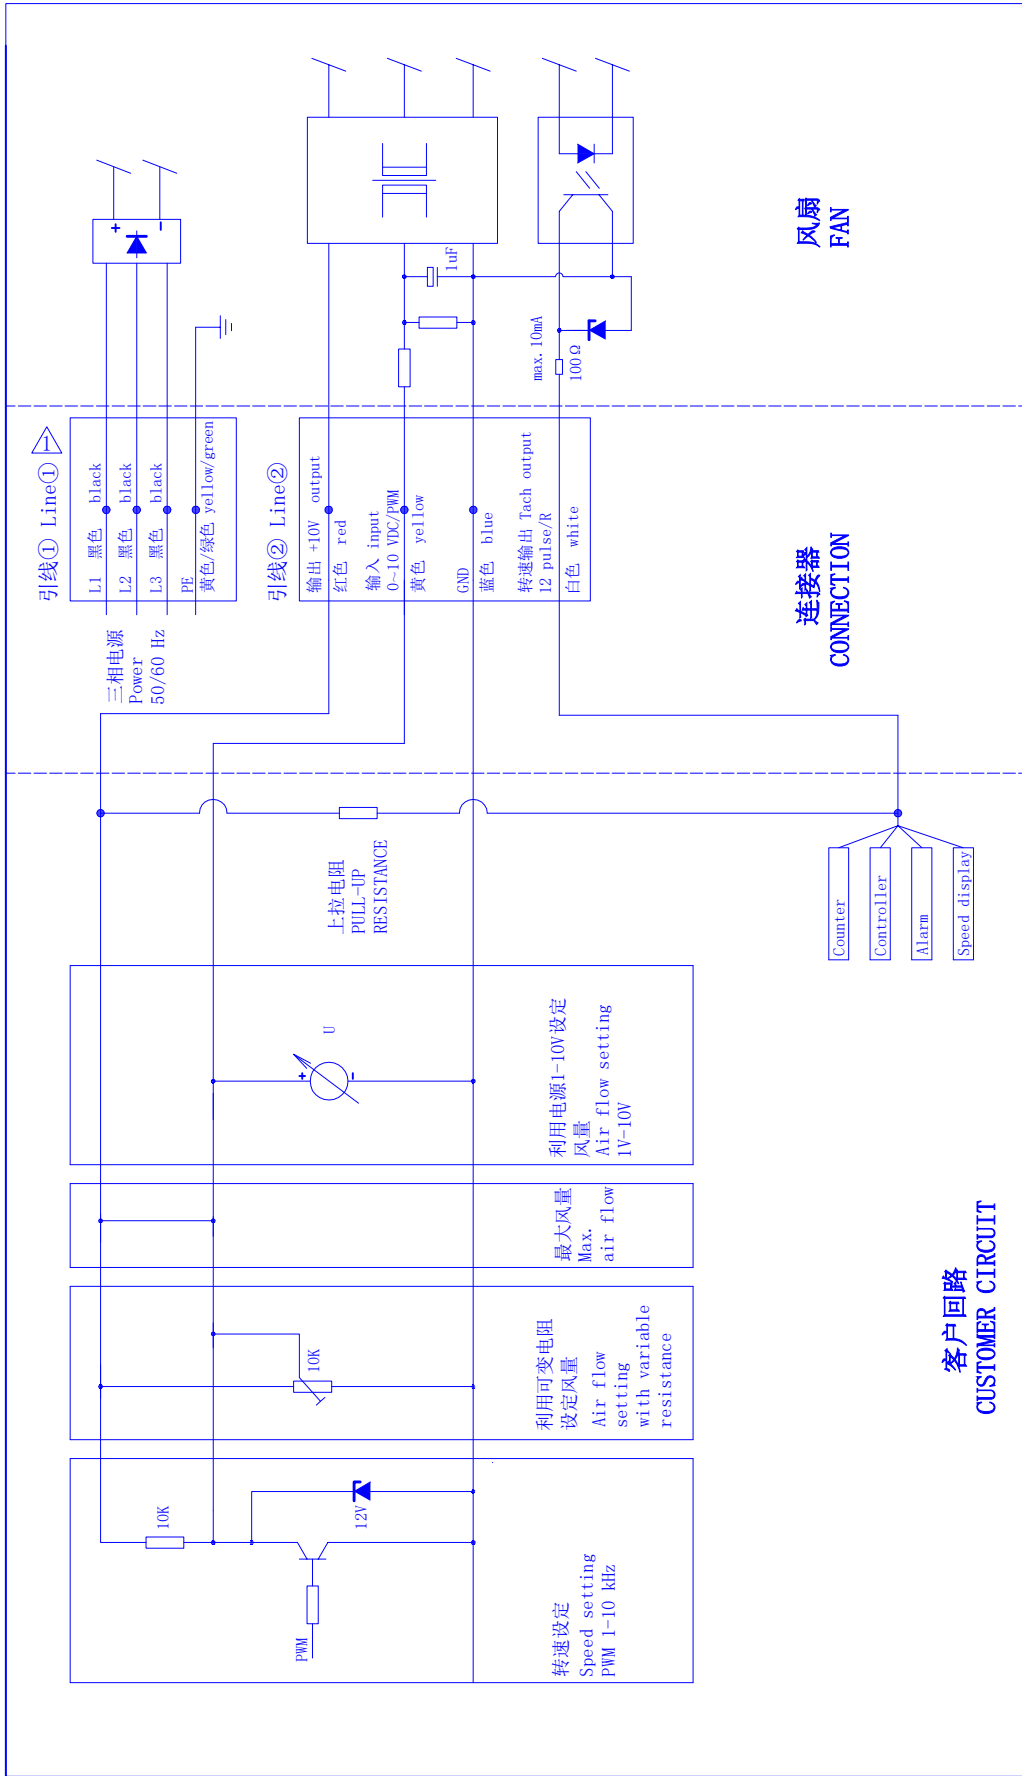 客户回路
CUSTOMER CIRCUIT
连接器
CONNECTION
风扇
FAN
转速设定
Speed setting
PWM 1-10 kHz
PWM
10K
12V
利用可变电阻
设定风量
Air flow
setting
with variable
resistance
10K
最大风量
Max.
air flow
利用电源1-10V设定
风量
Air flow setting
1V-10V
+
U
-
上拉电阻
PULL-UP
RESISTANCE
Counter
Controller
Alarm
Speed display
三相电源
Power
50/60 Hz
引线① Line①
1
L1 黑色 black
L2 黑色 black
L3 黑色 black
PE
黄色/绿色 yellow/green
引线② Line②
输出 +10V output
红色 red
输入 input
0~10 VDC/PWM
黄色 yellow
GND
蓝色 blue
转速输出 Tach output
12 pulse/R
白色 white
+
-
1uF
max. 10mA
100Ω